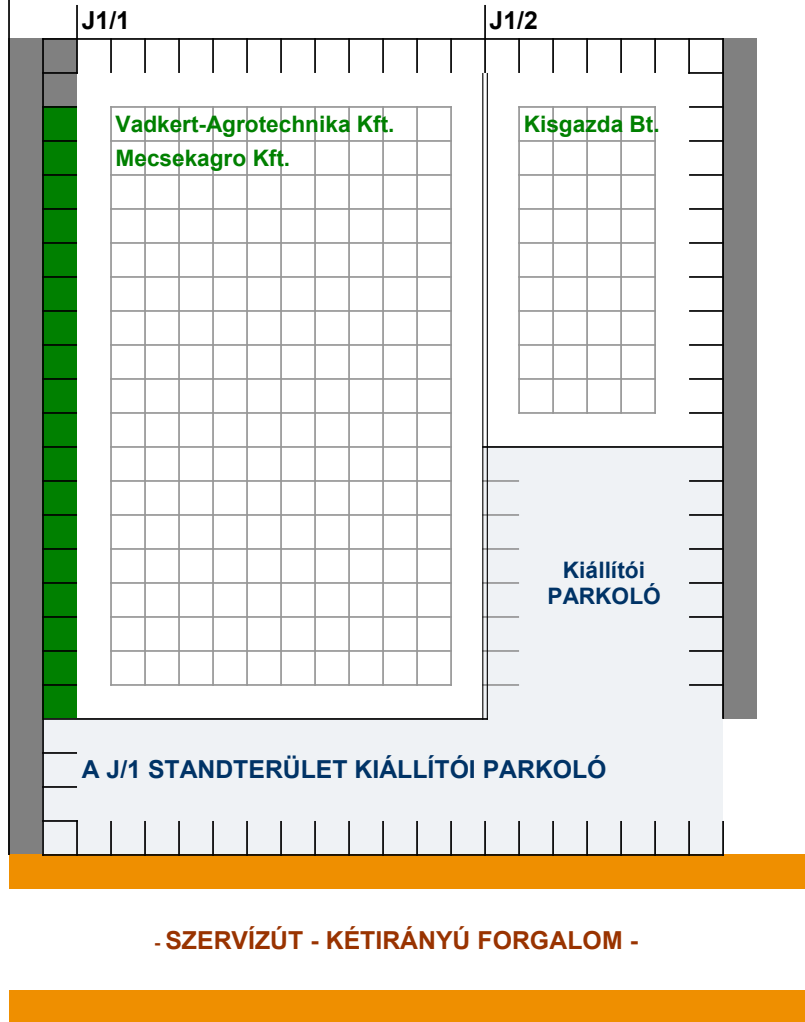 J1/1
J1/2
Vadkert-Agrotechnika Kft.
Mecsekagro Kft.
Kisgazda Bt.
Kiállítói
PARKOLÓ
A J/1 STANDTERÜLET KIÁLLÍTÓI PARKOLÓ
- SZERVÍZÚT - KÉTIRÁNYÚ FORGALOM -